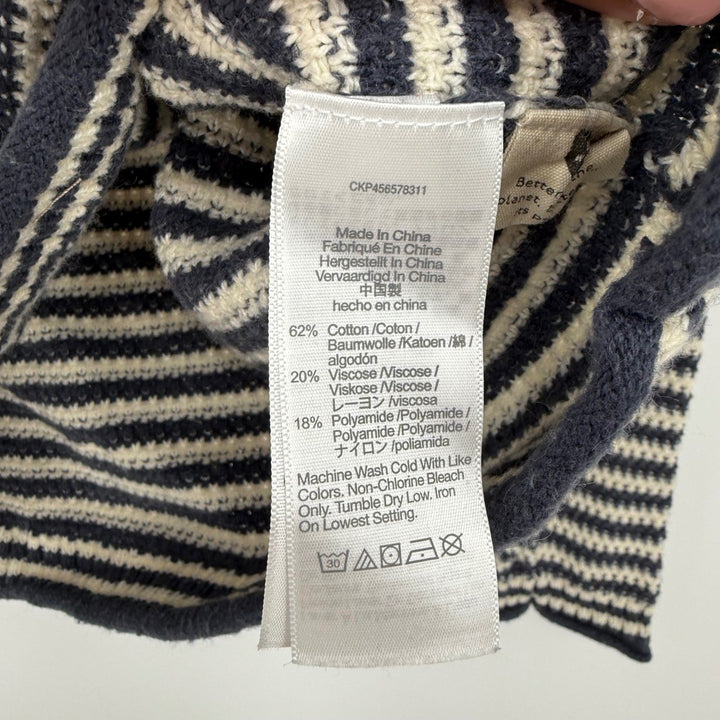 CKP456578311
Made In China
Fabriqué En Chine
Hergestellt In China
Vervaardigd In China
中国製
hecho en china
62% Cotton /Coton /
Baumwolle /Katoen /綿 /
algodón
20% Viscose /Viscose /
Viskose /Viscose /
レーヨン /viscosa
18% Polyamide /Polyamide /
Polyamide /Polyamide /
ナイロン /poliamida
Machine Wash Cold With Like
Colors. Non-Chlorine Bleach
Only. Tumble Dry Low. Iron
On Lowest Setting.
30
Better
planet.